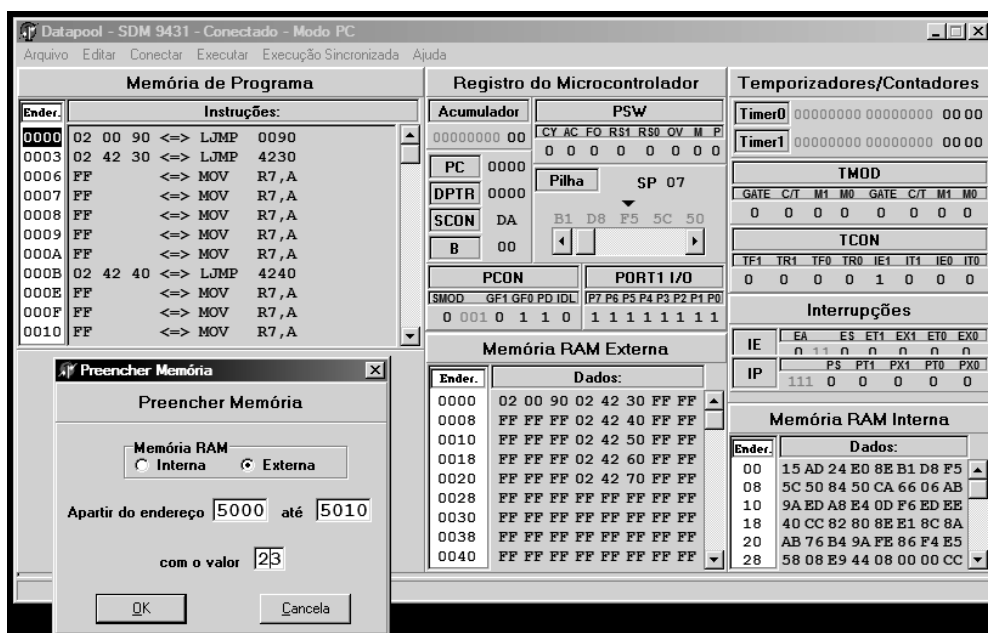 Datapool - SDM 9431 - Conectado - Modo PC
Arquivo Editar Conectar Executar Execução Sincronizada Ajuda
Memória de Programa
Ender. Instruções:
0000 02 00 90 <=> LJMP 0090
0003 02 42 30 <=> LJMP 4230
0006 FF <=> MOV R7,A
0007 FF <=> MOV R7,A
0008 FF <=> MOV R7,A
0009 FF <=> MOV R7,A
000A FF <=> MOV R7,A
000B 02 42 40 <=> LJMP 4240
000E FF <=> MOV R7,A
000F FF <=> MOV R7,A
0010 FF <=> MOV R7,A
Registro do Microcontrolador
Acumulador
00000000 00
PSW
CY AC FO RS1 RS0 OV M P
0 0 0 0 0 0 0 0
PC 0000
DPTR 0000
SCON DA
B 00
Pilha SP 07
B1 D8 F5 5C 50
PCON
SMOD GF1 GF0 PD IDL
0 001 0 1 1 0
PORT1 I/O
P7 P6 P5 P4 P3 P2 P1 P0
1 1 1 1 1 1 1 1
Temporizadores/Contadores
Timer0 00000000 00000000 00 00
Timer1 00000000 00000000 00 00
TMOD
GATE C/T M1 M0 GATE C/T M1 M0
0 0 0 0 0 0 0 0
TCON
TF1 TR1 TF0 TR0 IE1 IT1 IE0 IT0
0 0 0 0 1 0 0 0
Interrupções
IE
EA ES ET1 EX1 ET0 EX0
0 11 0 0 0 0 0
IP
PS PT1 PX1 PT0 PX0
111 0 0 0 0 0
Preencher Memória
Preencher Memória
Memória RAM
Interna Externa
Apartir do endereço 5000 até 5010
com o valor 23
OK Cancela
Memória RAM Externa
Ender. Dados:
0000 02 00 90 02 42 30 FF FF
0008 FF FF FF 02 42 40 FF FF
0010 FF FF FF 02 42 50 FF FF
0018 FF FF FF 02 42 60 FF FF
0020 FF FF FF 02 42 70 FF FF
0028 FF FF FF FF FF FF FF FF
0030 FF FF FF FF FF FF FF FF
0038 FF FF FF FF FF FF FF FF
0040 FF FF FF FF FF FF FF FF
Memória RAM Interna
Ender. Dados:
00 15 AD 24 E0 8E B1 D8 F5
08 5C 50 84 50 CA 66 06 AB
10 9A ED A8 E4 0D F6 ED EE
18 40 CC 82 80 8E E1 8C 8A
20 AB 76 B4 9A FE 86 F4 E5
28 58 08 E9 44 08 00 00 CC